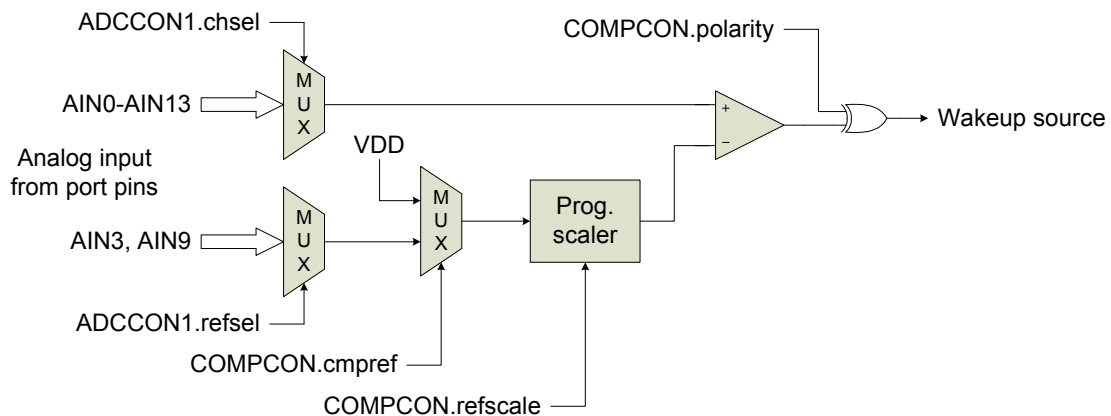 ADCCON1.chsel
COMPCON.polarity
M
U
X
AIN0-AIN13
+
Wakeup source
Analog input
from port pins
VDD
–
M
U
X
M
U
X
Prog.
scaler
AIN3, AIN9
ADCCON1.refsel
COMPCON.cmpref
COMPCON.refscale